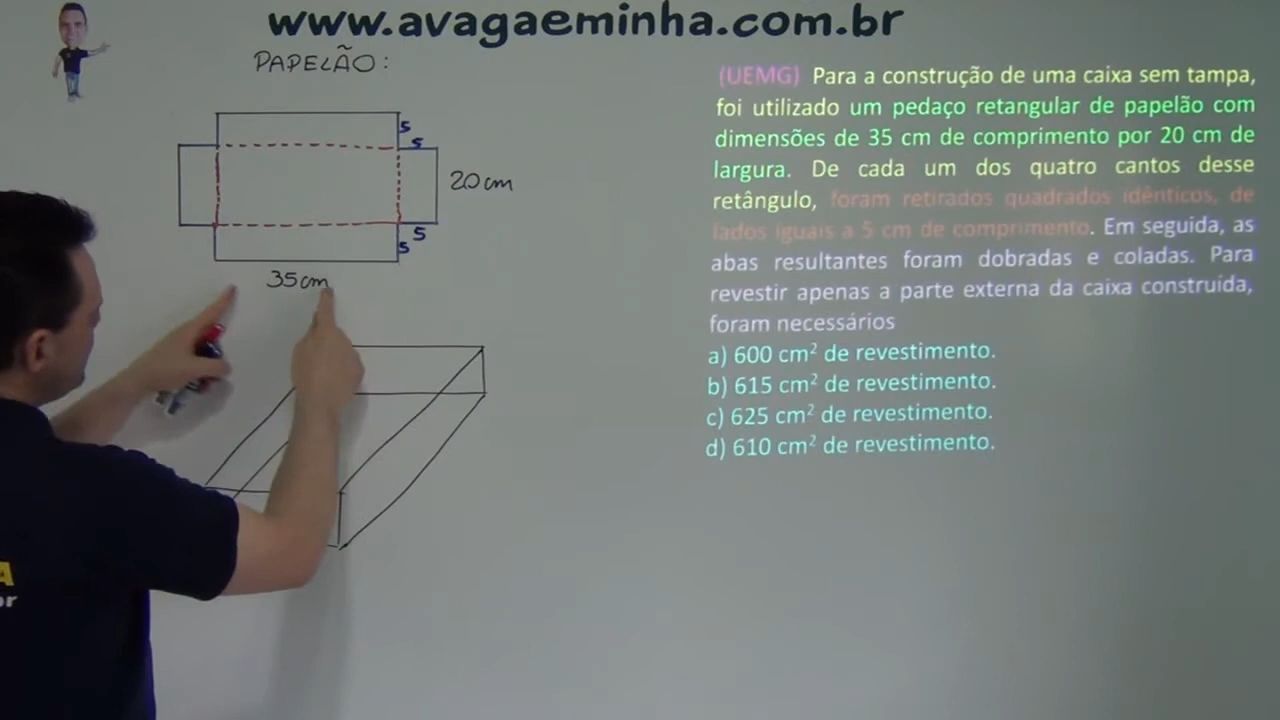 www.avagaeminha.com.br
PAPELÃO:
5
5
20cm
5
5
35cm
(UEMG) Para a construção de uma caixa sem tampa,
foi utilizado um pedaço retangular de papelão com
dimensões de 35 cm de comprimento por 20 cm de
largura. De cada um dos quatro cantos desse
retângulo, foram retirados quadrados idênticos, de
lados iguais a 5 cm de comprimento. Em seguida, as
abas resultantes foram dobradas e coladas. Para
revestir apenas a parte externa da caixa construída,
foram necessários
a) 600 cm² de revestimento.
b) 615 cm² de revestimento.
c) 625 cm² de revestimento.
d) 610 cm² de revestimento.
A
or